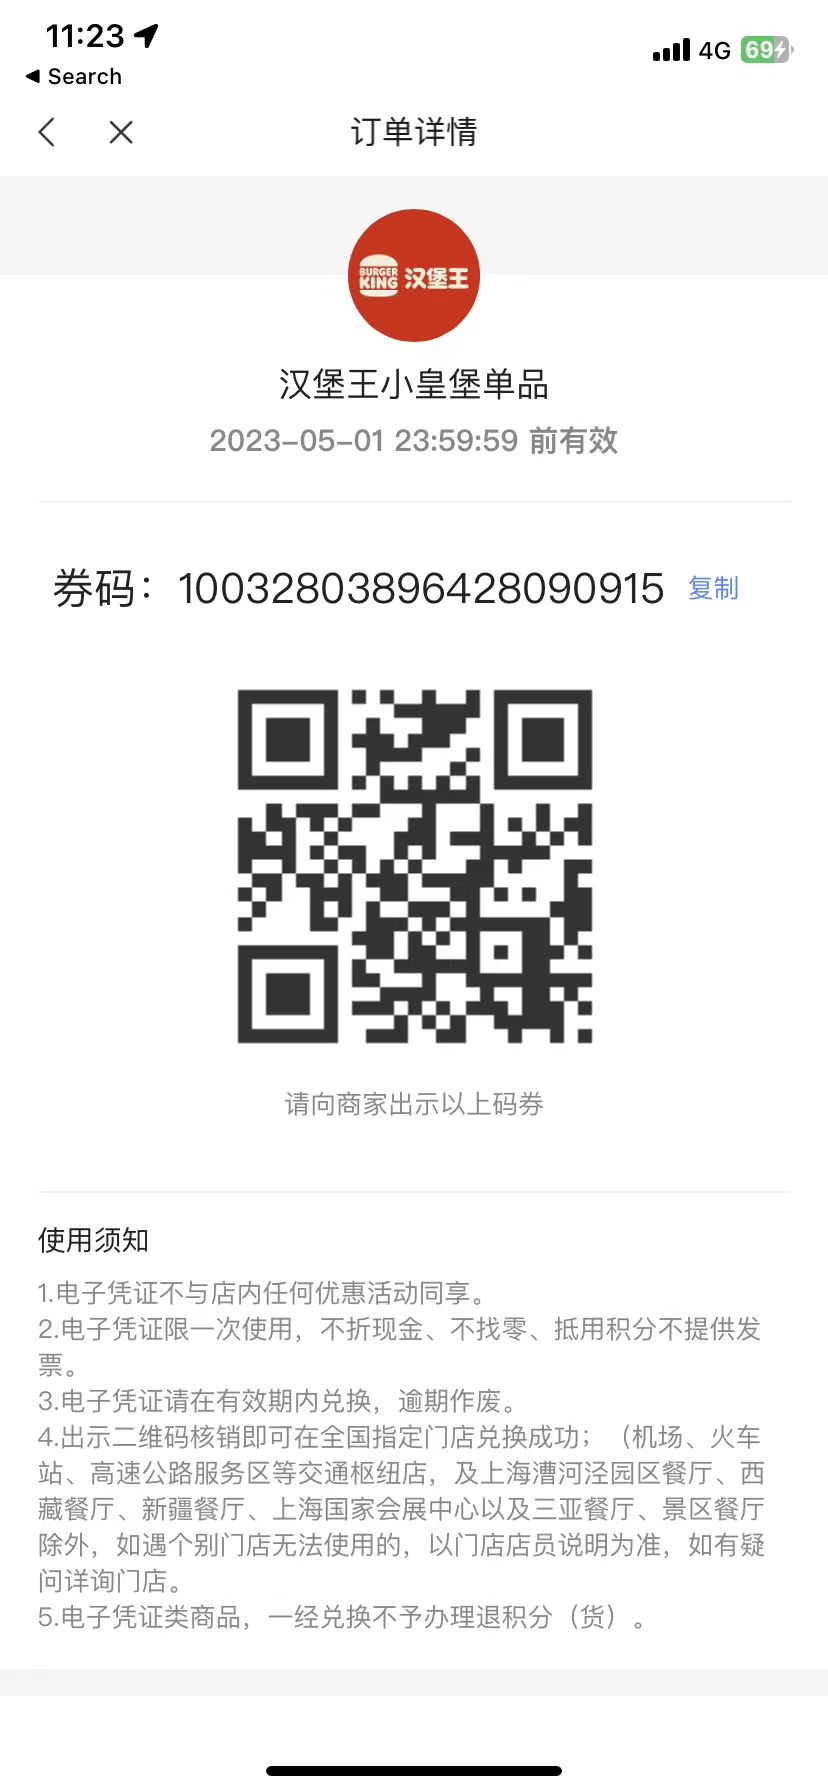 11:23
4G 69
◀ Search
订单详情
BURGER KING 汉堡王
汉堡王小皇堡单品
2023-05-01 23:59:59 前有效
券码：10032803896428090915 复制
请向商家出示以上码券
使用须知
1.电子凭证不与店内任何优惠活动同享。
2.电子凭证限一次使用，不折现金、不找零、抵用积分不提供发
票。
3.电子凭证请在有效期内兑换，逾期作废。
4.出示二维码核销即可在全国指定门店兑换成功；（机场、火车
站、高速公路服务区等交通枢纽店，及上海漕河泾园区餐厅、西
藏餐厅、新疆餐厅、上海国家会展中心以及三亚餐厅、景区餐厅
除外，如遇个别门店无法使用的，以门店店员说明为准，如有疑
问详询门店。
5.电子凭证类商品，一经兑换不予办理退积分（货）。